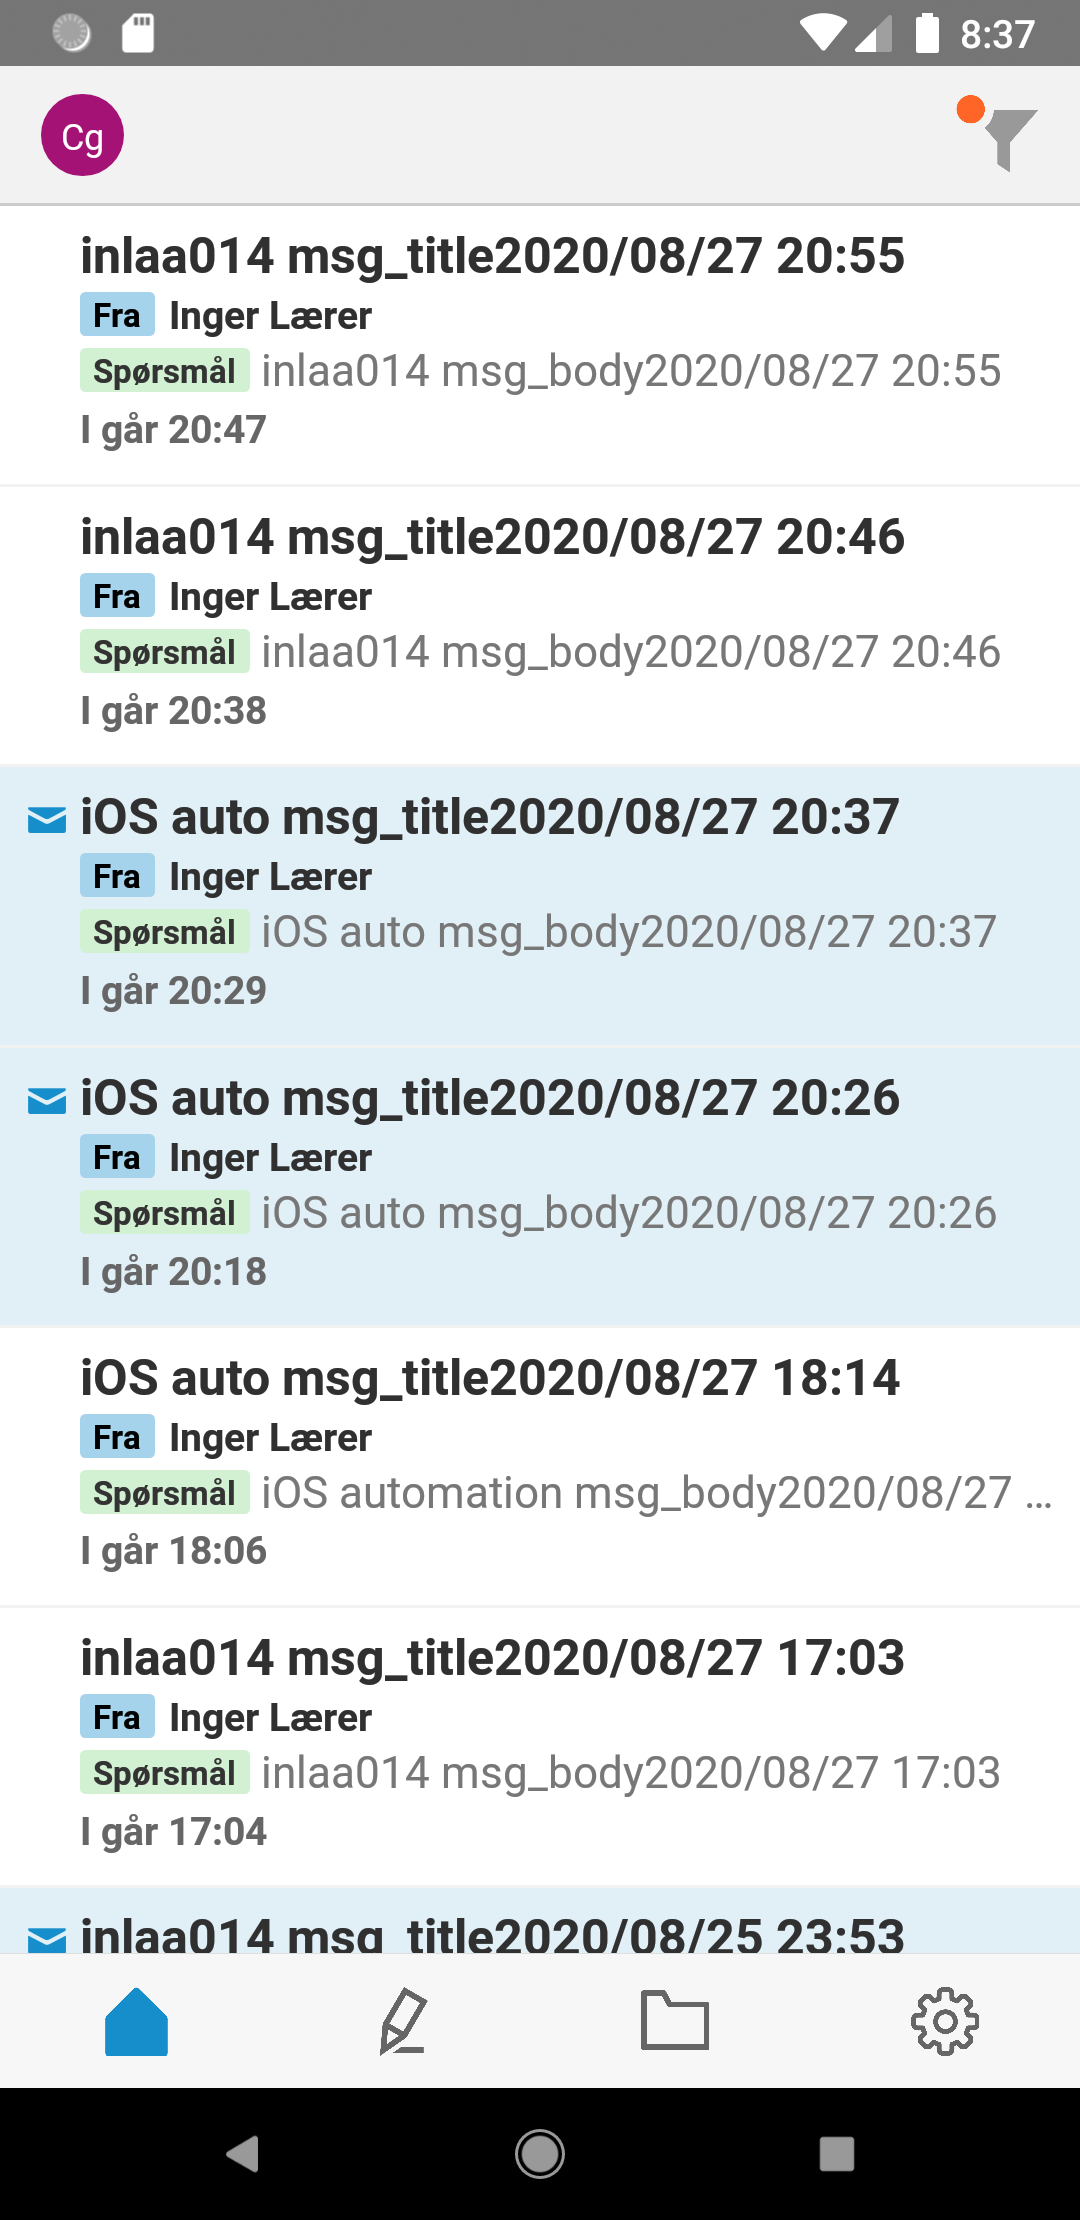 8:37
Cg
inlaa014 msg_title2020/08/27 20:55
Fra Inger Lærer
Spørsmål inlaa014 msg_body2020/08/27 20:55
I går 20:47
inlaa014 msg_title2020/08/27 20:46
Fra Inger Lærer
Spørsmål inlaa014 msg_body2020/08/27 20:46
I går 20:38
iOS auto msg_title2020/08/27 20:37
Fra Inger Lærer
Spørsmål iOS auto msg_body2020/08/27 20:37
I går 20:29
iOS auto msg_title2020/08/27 20:26
Fra Inger Lærer
Spørsmål iOS auto msg_body2020/08/27 20:26
I går 20:18
iOS auto msg_title2020/08/27 18:14
Fra Inger Lærer
Spørsmål iOS automation msg_body2020/08/27 ...
I går 18:06
inlaa014 msg_title2020/08/27 17:03
Fra Inger Lærer
Spørsmål inlaa014 msg_body2020/08/27 17:03
I går 17:04
inlaa014 msg_title2020/08/25 23:53